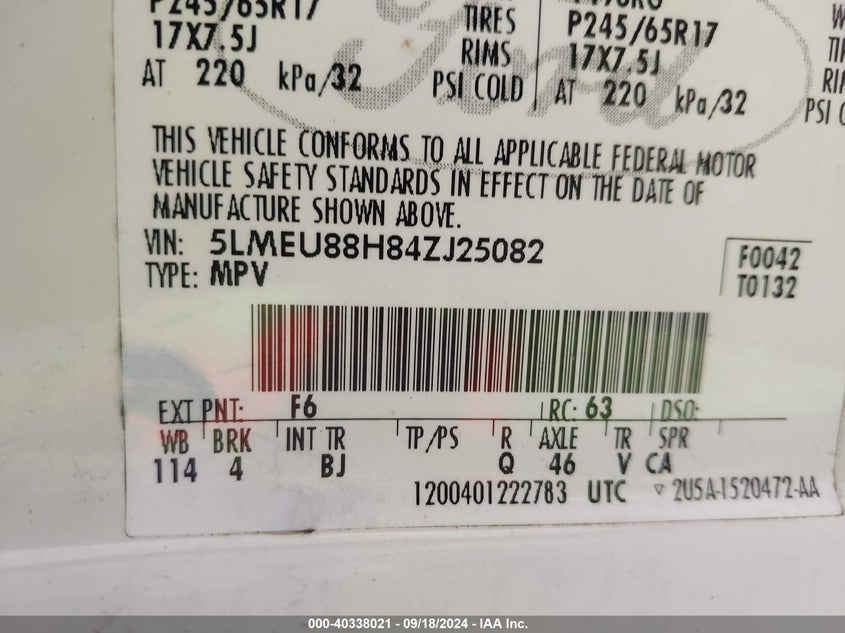 P245/65R17 TIRES P245/65R17
17X7.5J RIMS 17X7.5J
AT 220 kPa/32 PSI COLD AT 220 kPa/32 PSI
THIS VEHICLE CONFORMS TO ALL APPLICABLE FEDERAL MOTOR
VEHICLE SAFETY STANDARDS IN EFFECT ON THE DATE OF
MANUFACTURE SHOWN ABOVE.
VIN: 5LMEU88H84ZJ25082
F0042
TYPE: MPV
T0132
EXT PNT: F6 RC: 63 DSO:
WB BRK INT TR TP/PS R AXLE TR SPR
114 4 BJ Q 46 V CA
1200401222783 UTC ▽ 2U5A-1520472-AA
000-40338021 - 09/18/2024 - IAA Inc.